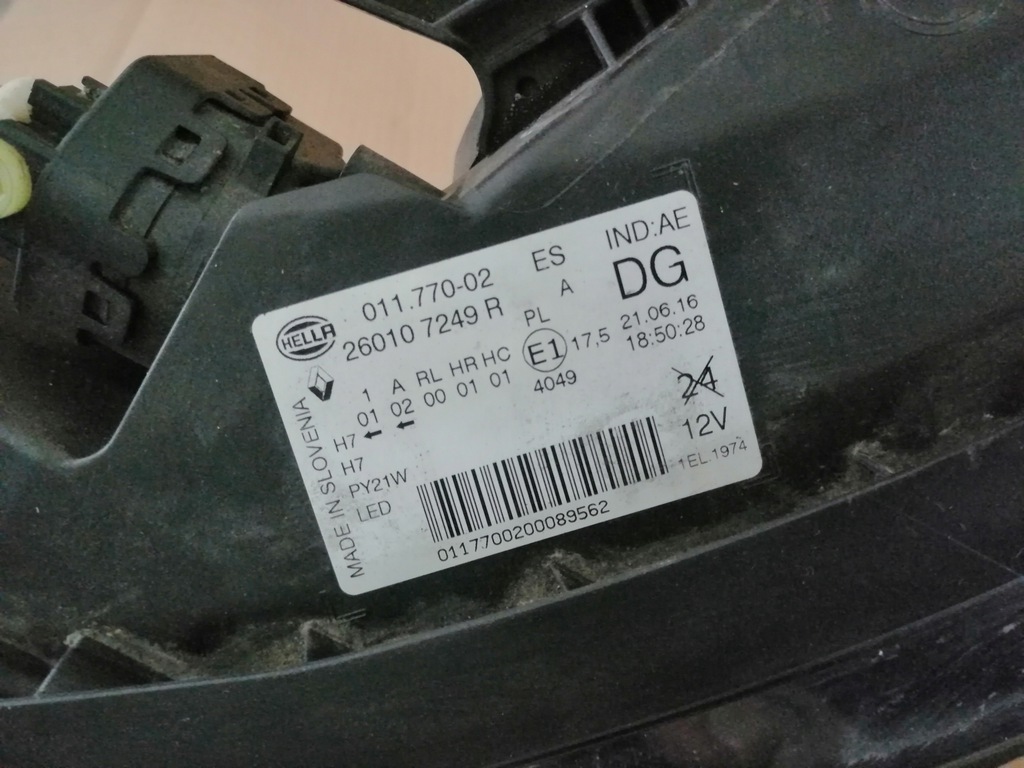 HELLA
011.770-02
26010 7249 R
ES
A
IND:AE
DG
21.06.16
18:50:28
PL
E1
17,5
4049
1 A RL HR HC
01 02 00 01 01
← ←
24
12V
1EL.1974
H7
H7
PY21W
LED
MADE IN SLOVENIA
0117700200089562